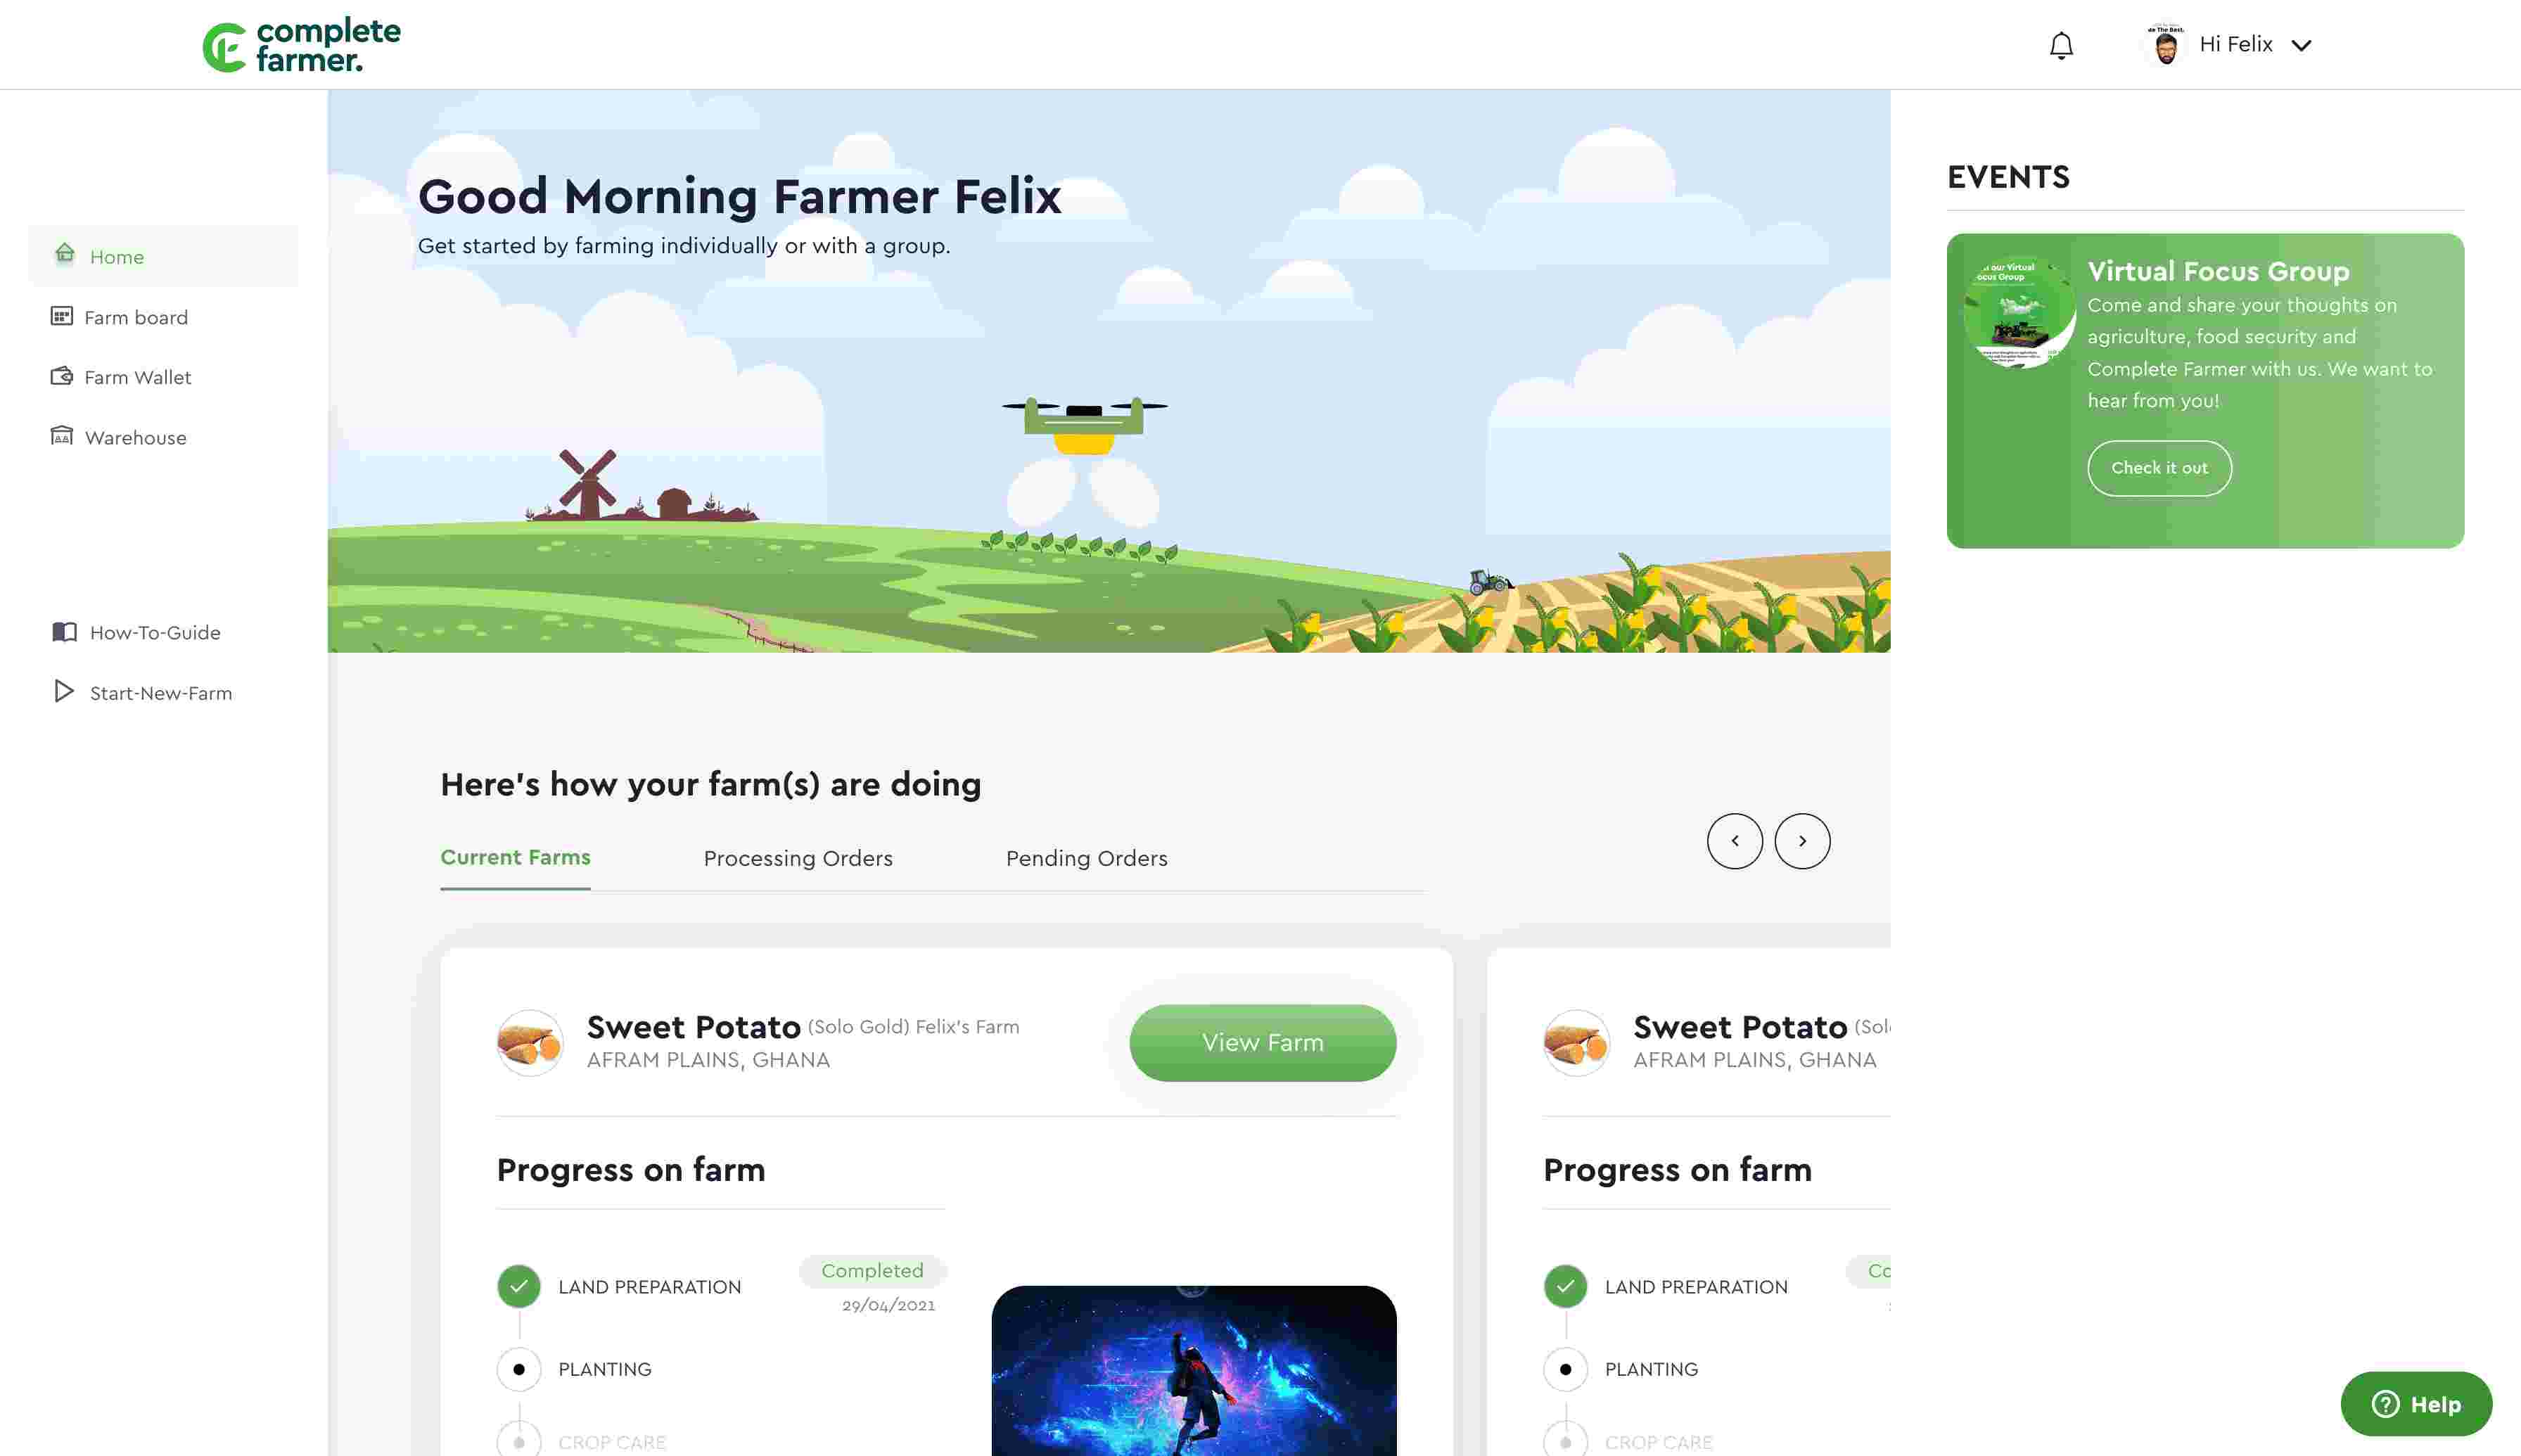 complete
farmer.
Hi Felix
Home
Farm board
Farm Wallet
Warehouse
How-To-Guide
Start-New-Farm
Good Morning Farmer Felix
Get started by farming individually or with a group.
EVENTS
our Virtual
ocus Group
Virtual Focus Group
Come and share your thoughts on
agriculture, food security and
Complete Farmer with us. We want to
hear from you!
Check it out
Here's how your farm(s) are doing
Current Farms
Processing Orders
Pending Orders
Sweet Potato (Solo Gold) Felix's Farm
AFRAM PLAINS, GHANA
View Farm
Progress on farm
LAND PREPARATION
Completed
29/04/2021
PLANTING
CROP CARE
Sweet Potato (Sol
AFRAM PLAINS, GHANA
Progress on farm
LAND PREPARATION
Co
PLANTING
CROP CARE
Help